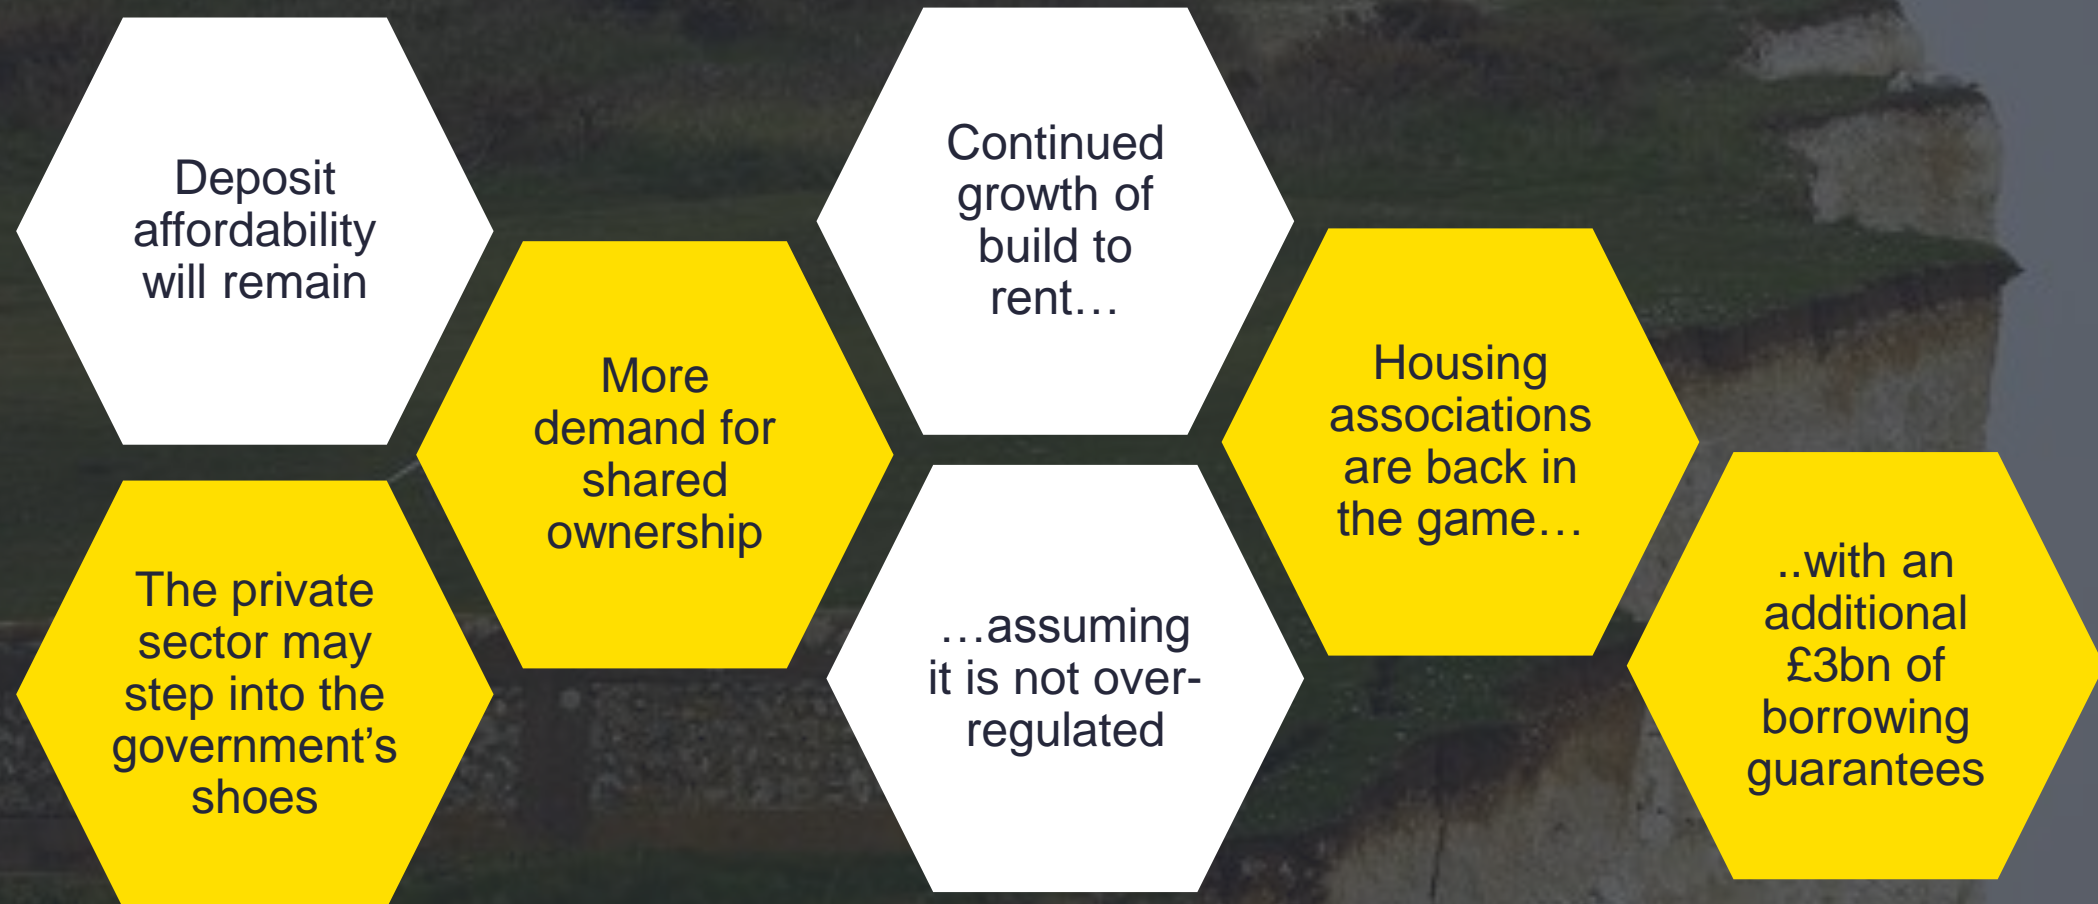 Deposit
affordability
will remain
The private
sector may
step into the
government’s
shoes
More
demand for
shared
ownership
Continued
growth of
build to
rent…
…assuming
it is not over-
regulated
Housing
associations
are back in
the game…
..with an
additional
£3bn of
borrowing
guarantees